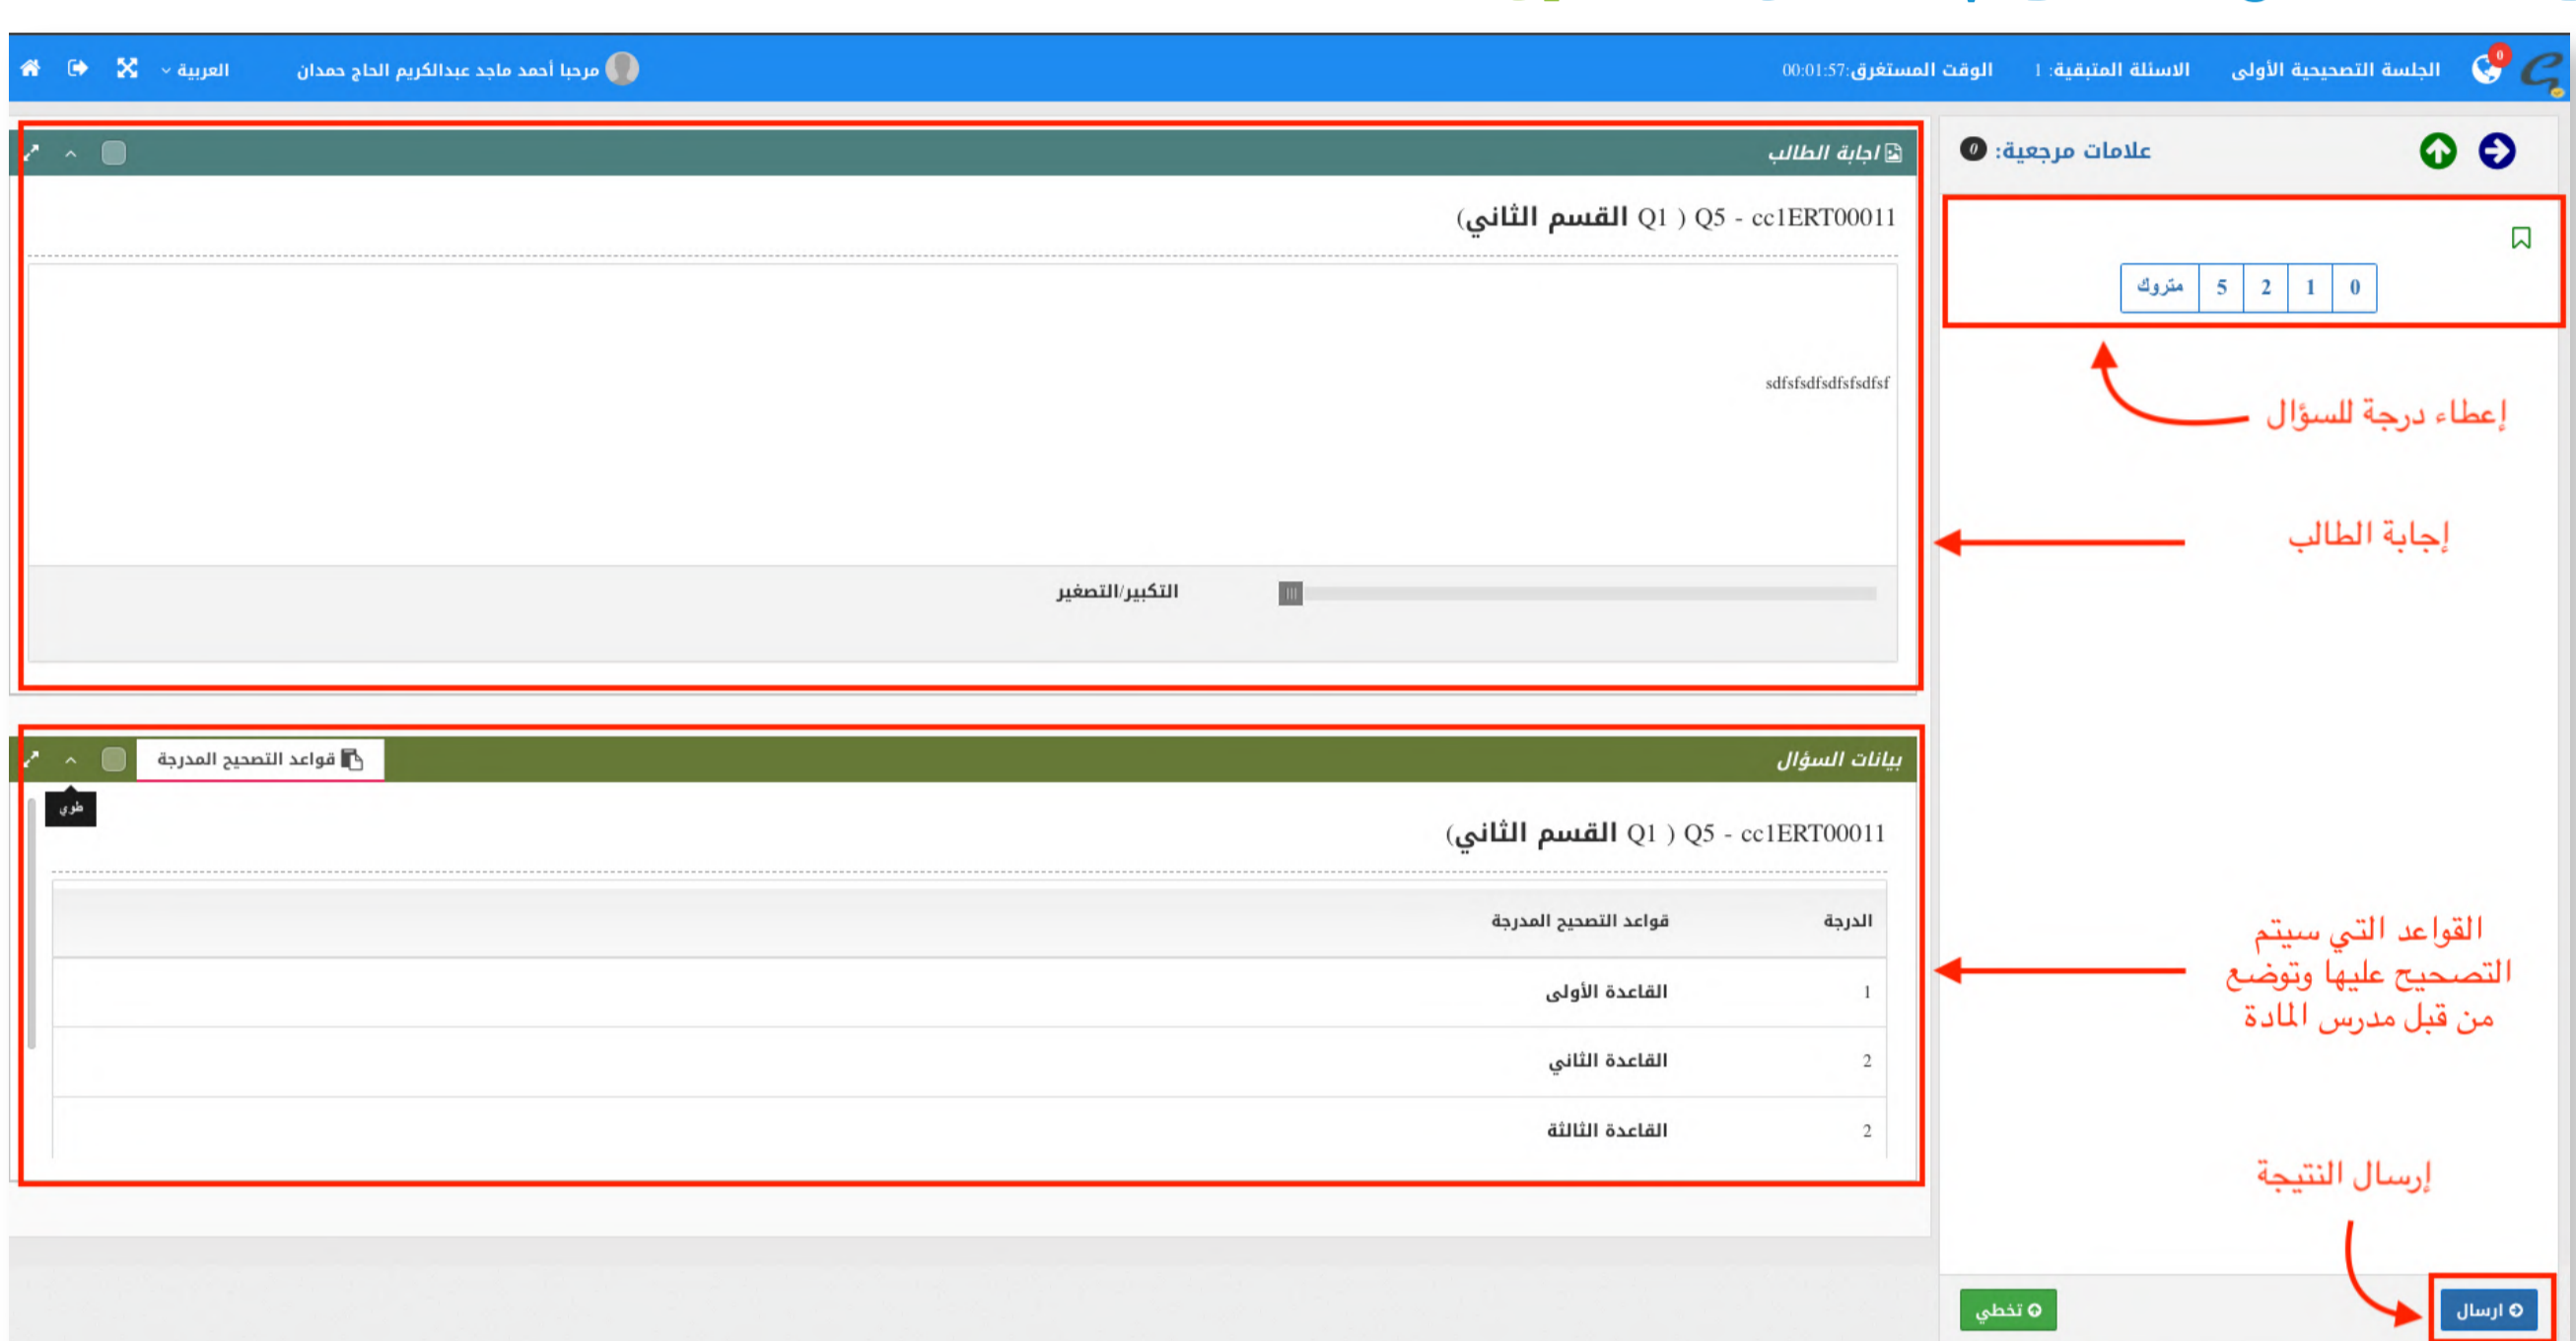 الجلسة التصحيحية الأولى الاسئلة المتبقية: 1 الوقت المستغرق:00:01:57 مرحبا أحمد ماجد عبدالكريم الحاج حمدان العربية
0
علامات مرجعية: 0
0 1 2 5 متروك
إعطاء درجة للسؤال
إجابة الطالب
القواعد التي سيتم
التصحيح عليها وتوضع
من قبل مدرس المادة
إرسال النتيجة
ارسال
تخطي
اجابة الطالب
Q1 ) Q5 - cc1ERT00011 القسم الثاني)
sdfsfsdfsdfsfsdfsf
التكبير/التصغير
بيانات السؤال
قواعد التصحيح المدرجة
طوي
Q1 ) Q5 - cc1ERT00011 القسم الثاني)
الدرجة قواعد التصحيح المدرجة
1 القاعدة الأولى
2 القاعدة الثاني
2 القاعدة الثالثة